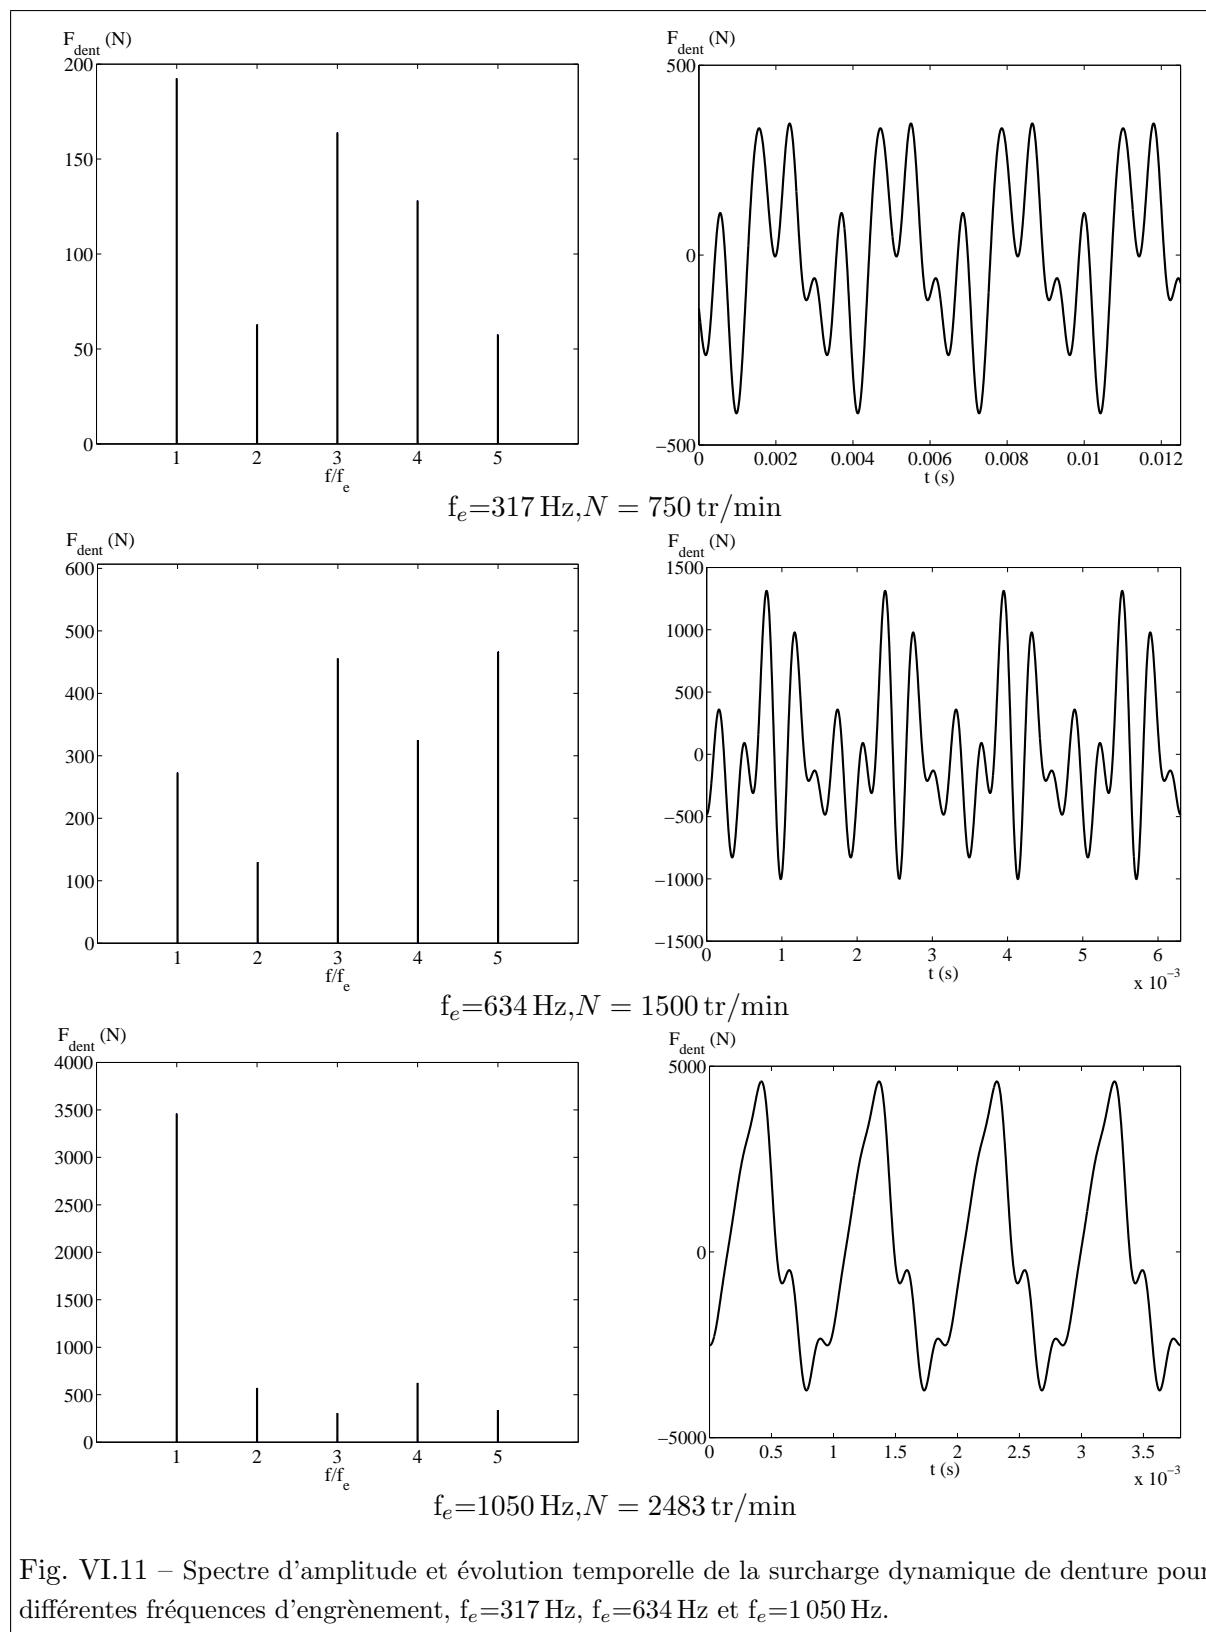 F_dent (N)
200
150
100
50
0
1 2 3 4 5
f/f_e
F_dent (N)
500
0
−500
0 0.002 0.004 0.006 0.008 0.01 0.012
t (s)
f_e=317 Hz,N = 750 tr/min
F_dent (N)
600
500
400
300
200
100
0
1 2 3 4 5
f/f_e
F_dent (N)
1500
1000
500
0
−500
−1000
−1500
0 1 2 3 4 5 6
t (s)
x 10^−3
f_e=634 Hz,N = 1500 tr/min
F_dent (N)
4000
3500
3000
2500
2000
1500
1000
500
0
1 2 3 4 5
f/f_e
F_dent (N)
5000
0
−5000
0 0.5 1 1.5 2 2.5 3 3.5
t (s)
x 10^−3
f_e=1050 Hz,N = 2483 tr/min
Fig. VI.11 – Spectre d'amplitude et évolution temporelle de la surcharge dynamique de denture pour
différentes fréquences d'engrènement, f_e=317 Hz, f_e=634 Hz et f_e=1 050 Hz.